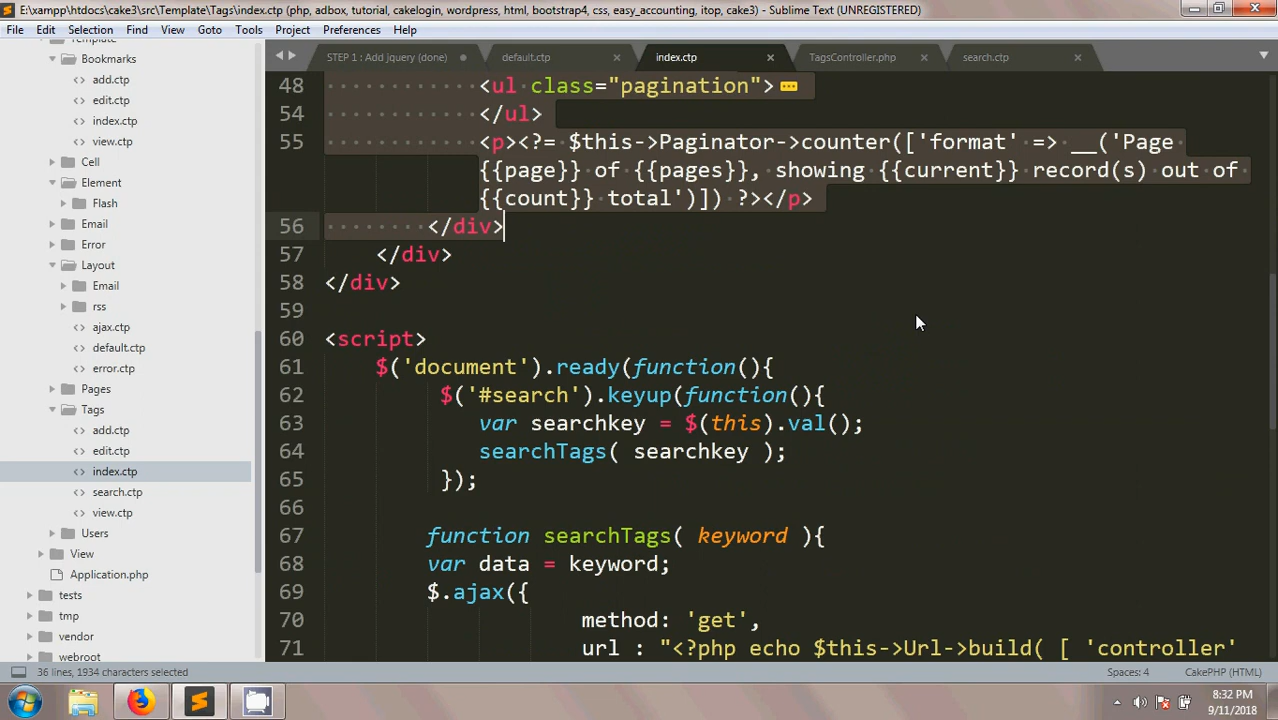 E:\xampp\htdocs\cake3\src\Template\Tags\index.ctp (php, adbox, tutorial, cakelogin, wordpress, html, bootstrap4, css, easy_accounting, iop, cake3) - Sublime Text (UNREGISTERED)
File Edit Selection Find View Goto Tools Project Preferences Help
STEP 1 : Add jquery (done) default.ctp index.ctp TagsController.php search.ctp
Template
Bookmarks
add.ctp
edit.ctp
index.ctp
view.ctp
Cell
Element
Flash
Email
Error
Layout
Email
rss
ajax.ctp
default.ctp
error.ctp
Pages
Tags
add.ctp
edit.ctp
index.ctp
search.ctp
view.ctp
Users
View
Application.php
tests
tmp
vendor
webroot
48 <ul class="pagination">
54 </ul>
55 <p><?= $this->Paginator->counter(['format' => __('Page
{{page}} of {{pages}}, showing {{current}} record(s) out of
{{count}} total')]) ?></p>
56 </div>
57 </div>
58 </div>
59
60 <script>
61 $('document').ready(function(){
62 $('#search').keyup(function(){
63 var searchkey = $(this).val();
64 searchTags( searchkey );
65 });
66
67 function searchTags( keyword ){
68 var data = keyword;
69 $.ajax({
70 method: 'get',
71 url : "<?php echo $this->Url->build( [ 'controller'
36 lines, 1934 characters selected Spaces: 4 CakePHP (HTML)
8:32 PM
9/11/2018